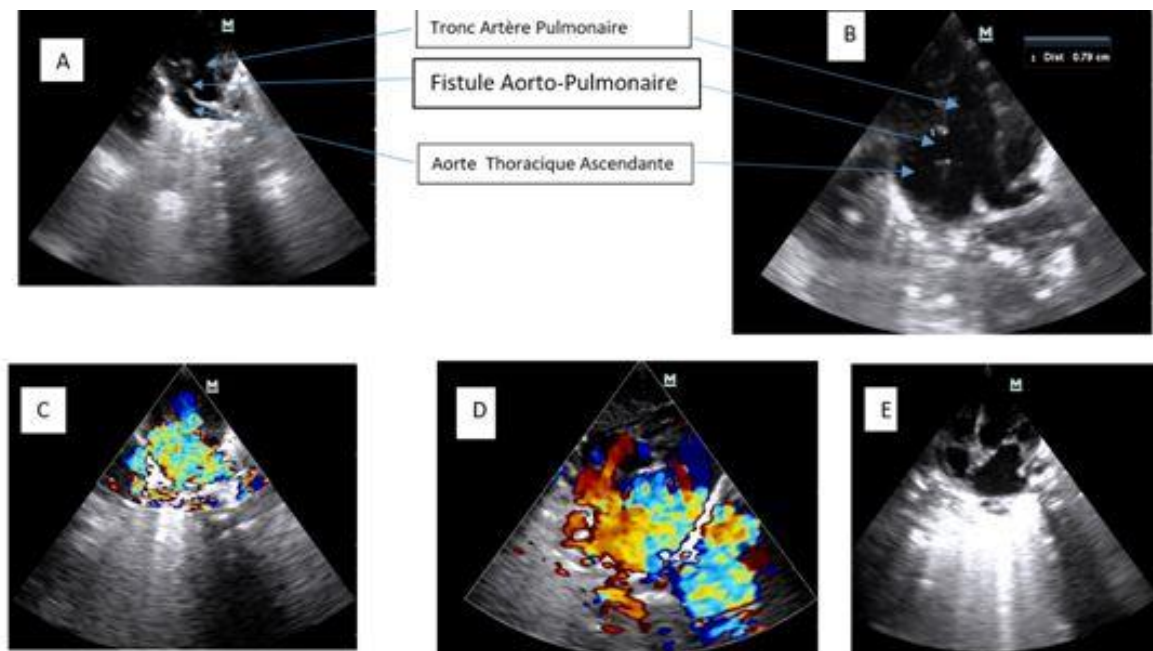 A
M
Tronc Artère Pulmonaire
Fistule Aorto-Pulmonaire
Aorte Thoracique Ascendante
B
M
Dist 0.79 cm
C
M
D
M
E
M